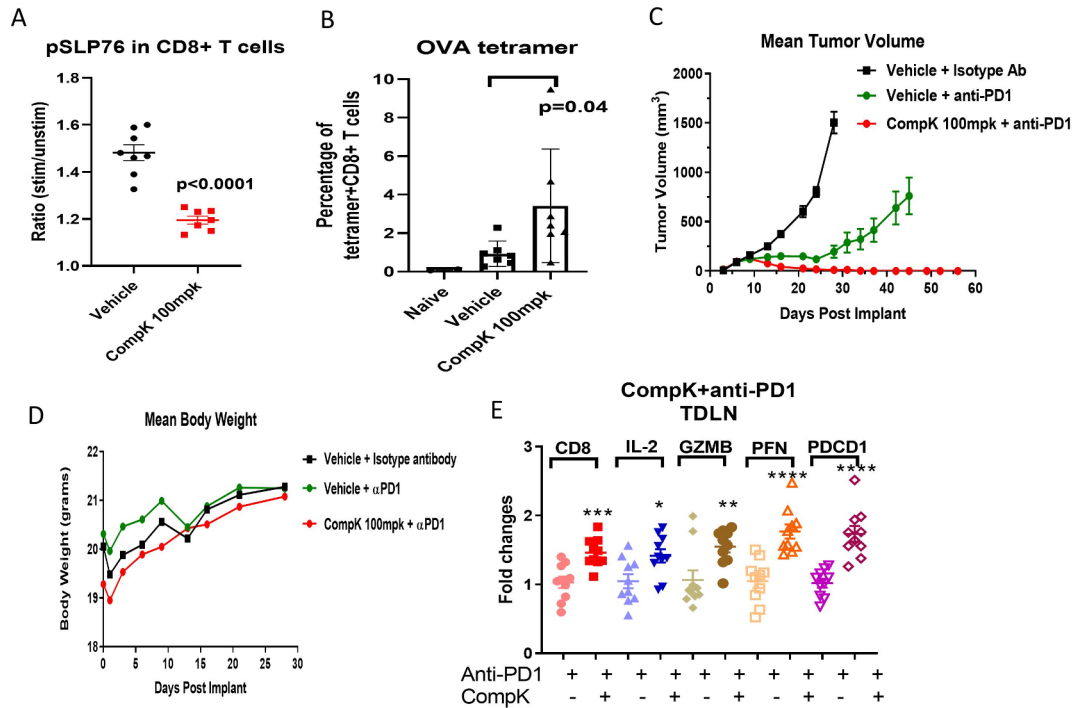 A
pSLP76 in CD8+ T cells
Ratio (stim/unstim)
1.8
1.6
1.4
1.2
1.0
p<0.0001
Vehicle
CompK 100mpk
B
OVA tetramer
Percentage of
tetramer+CD8+ T cells
10
8
6
4
2
0
p=0.04
Naïve
Vehicle
CompK 100mpk
C
Mean Tumor Volume
Tumor Volume (mm³)
2000
1500
1000
500
0
0 10 20 30 40 50 60
Days Post Implant
Vehicle + Isotype Ab
Vehicle + anti-PD1
CompK 100mpk + anti-PD1
D
Mean Body Weight
Body Weight (grams)
22
21
20
19
18
0 5 10 15 20 25 30
Days Post Implant
Vehicle + Isotype antibody
Vehicle + αPD1
CompK 100mpk + αPD1
E
CompK+anti-PD1
TDLN
Fold changes
3
2
1
0
CD8 IL-2 GZMB PFN PDCD1
*** * ** **** ****
Anti-PD1 + + + + + + + + + +
CompK - + - + - + - + - +